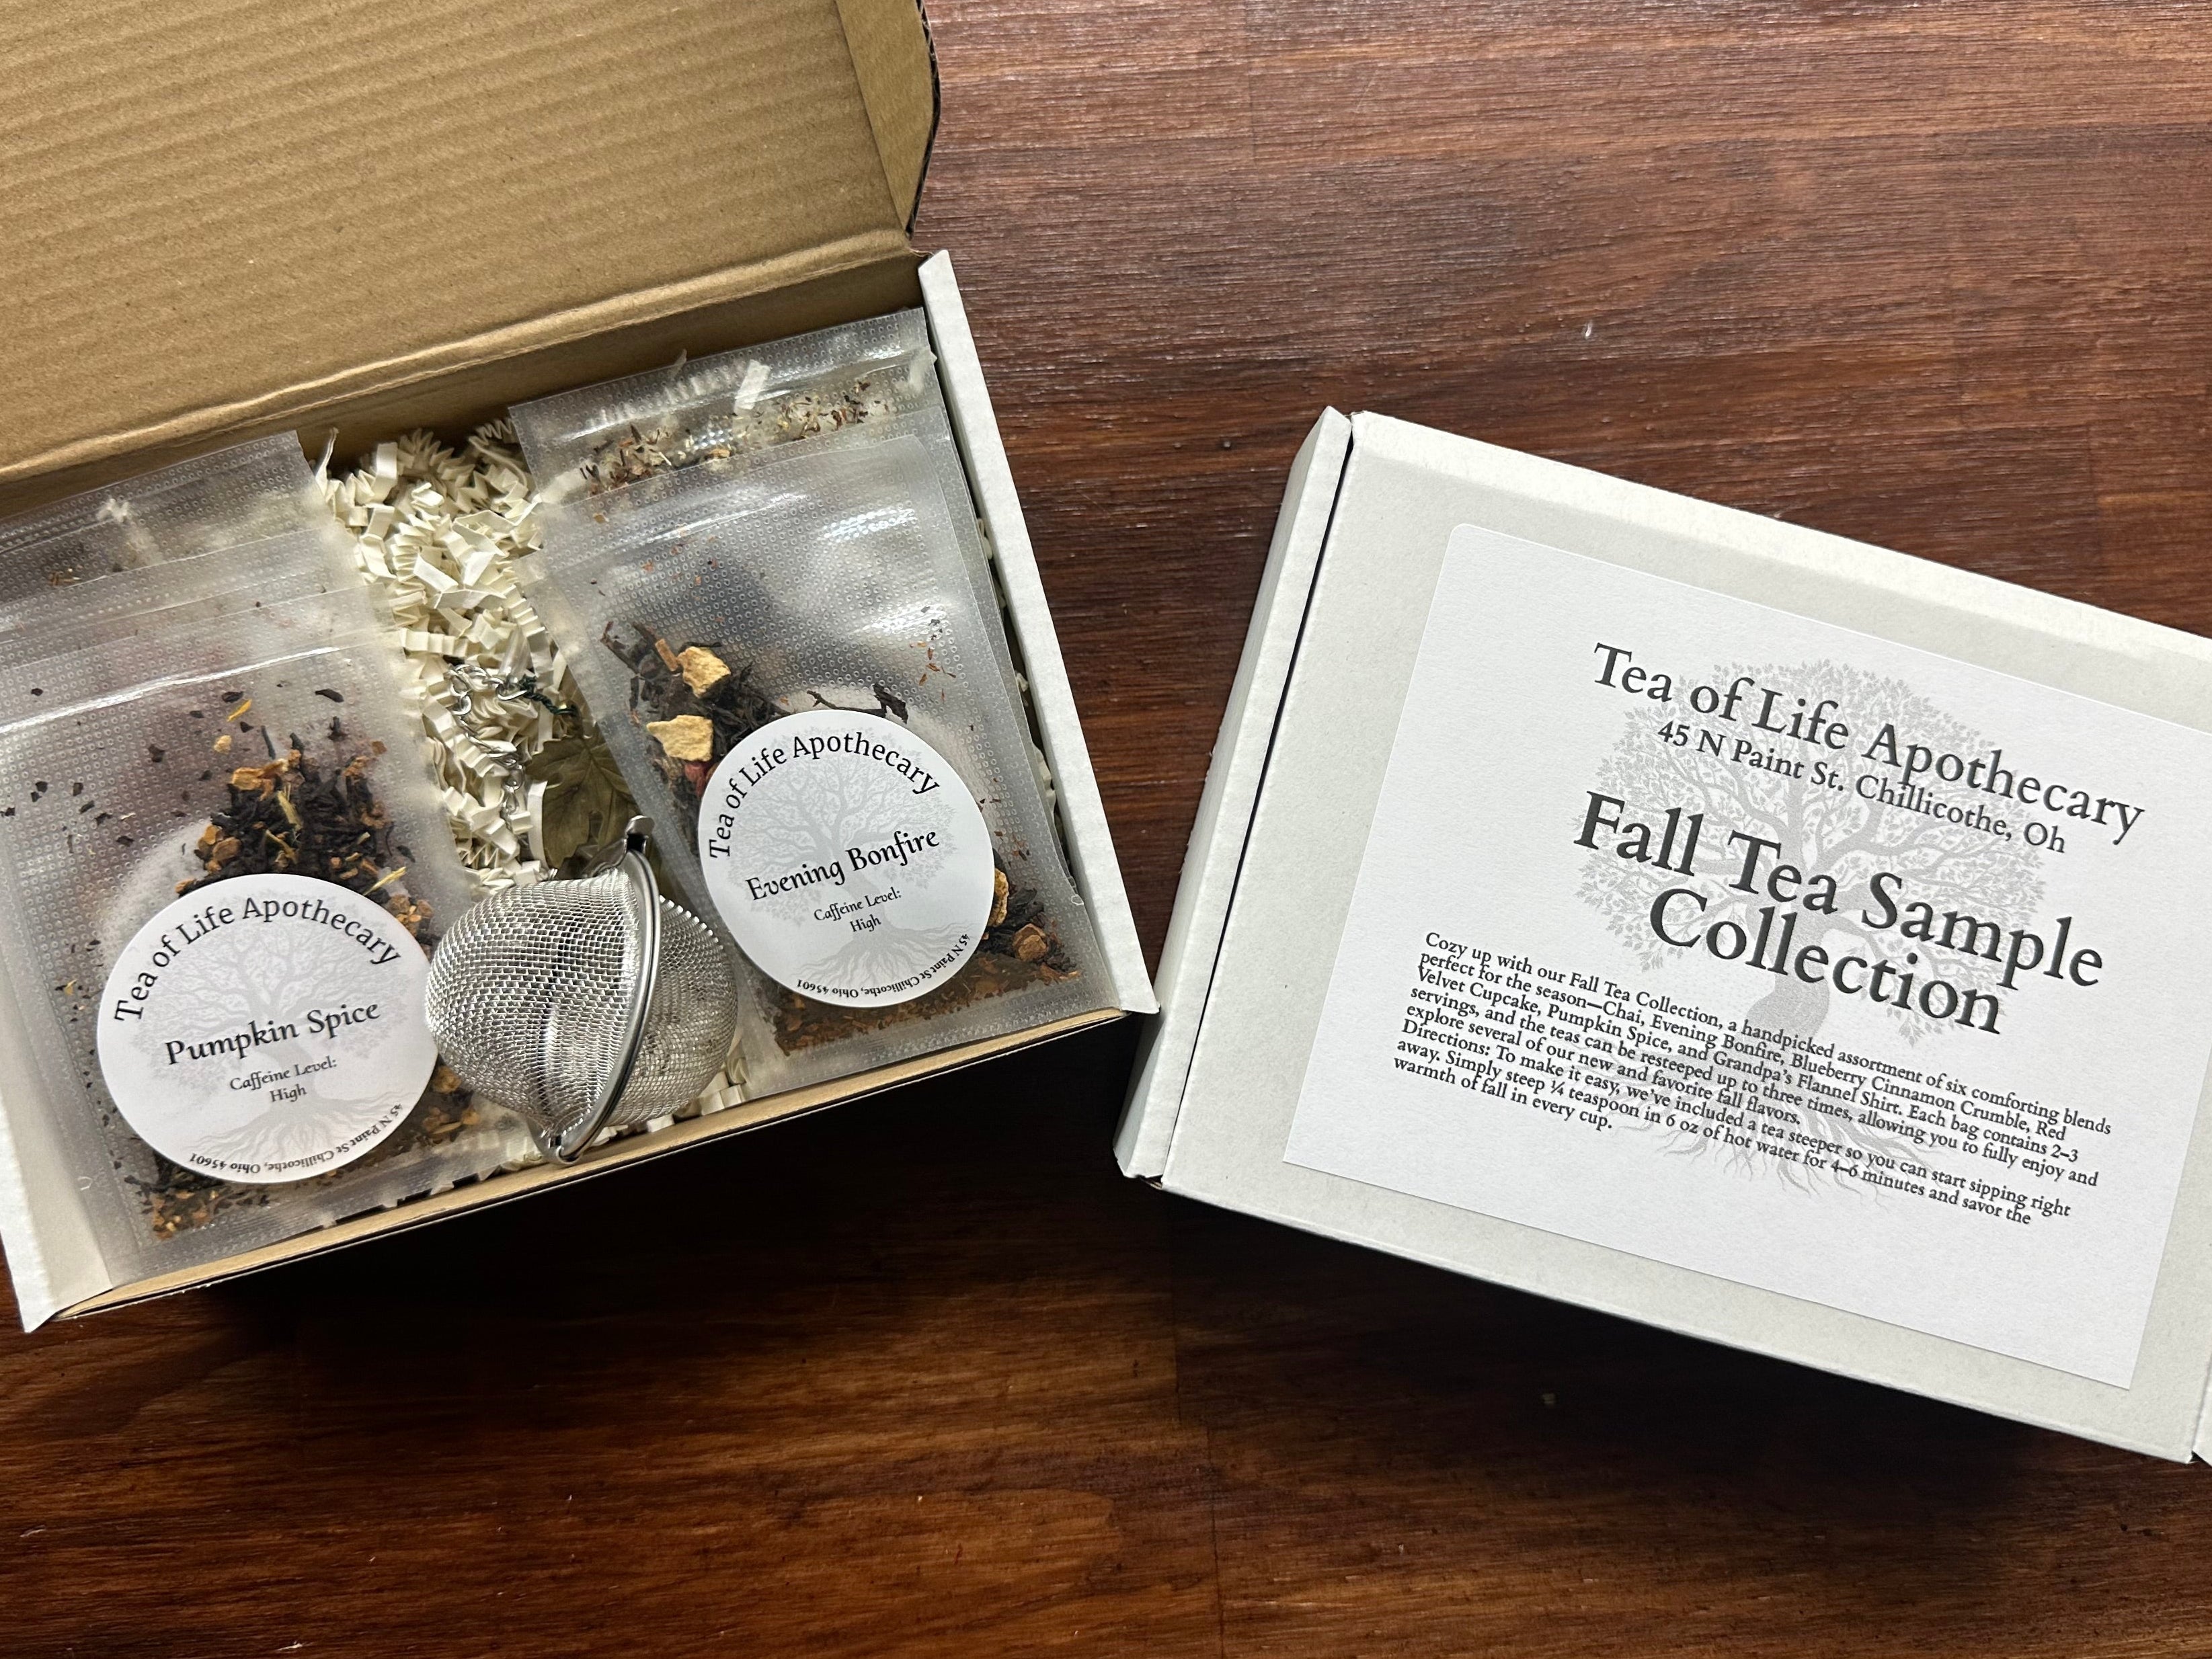 Tea of Life Apothecary
Pumpkin Spice
Caffeine Level:
High
45 N Paint St Chillicothe, Ohio 45601
Tea of Life Apothecary
Evening Bonfire
Caffeine Level:
High
45 N Paint St Chillicothe, Ohio 45601
Tea of Life Apothecary
45 N Paint St. Chillicothe, Oh
Fall Tea Sample
Collection
Cozy up with our Fall Tea Collection, a handpicked assortment of six comforting blends
perfect for the season—Chai, Evening Bonfire, Blueberry Cinnamon Crumble, Red
Velvet Cupcake, Pumpkin Spice, and Grandpa's Flannel Shirt. Each bag contains 2–3
servings, and the teas can be resteeped up to three times, allowing you to fully enjoy and
explore several of our new and favorite fall flavors.
Directions: To make it easy, we've included a tea steeper so you can start sipping right
away. Simply steep ¼ teaspoon in 6 oz of hot water for 4–6 minutes and savor the
warmth of fall in every cup.